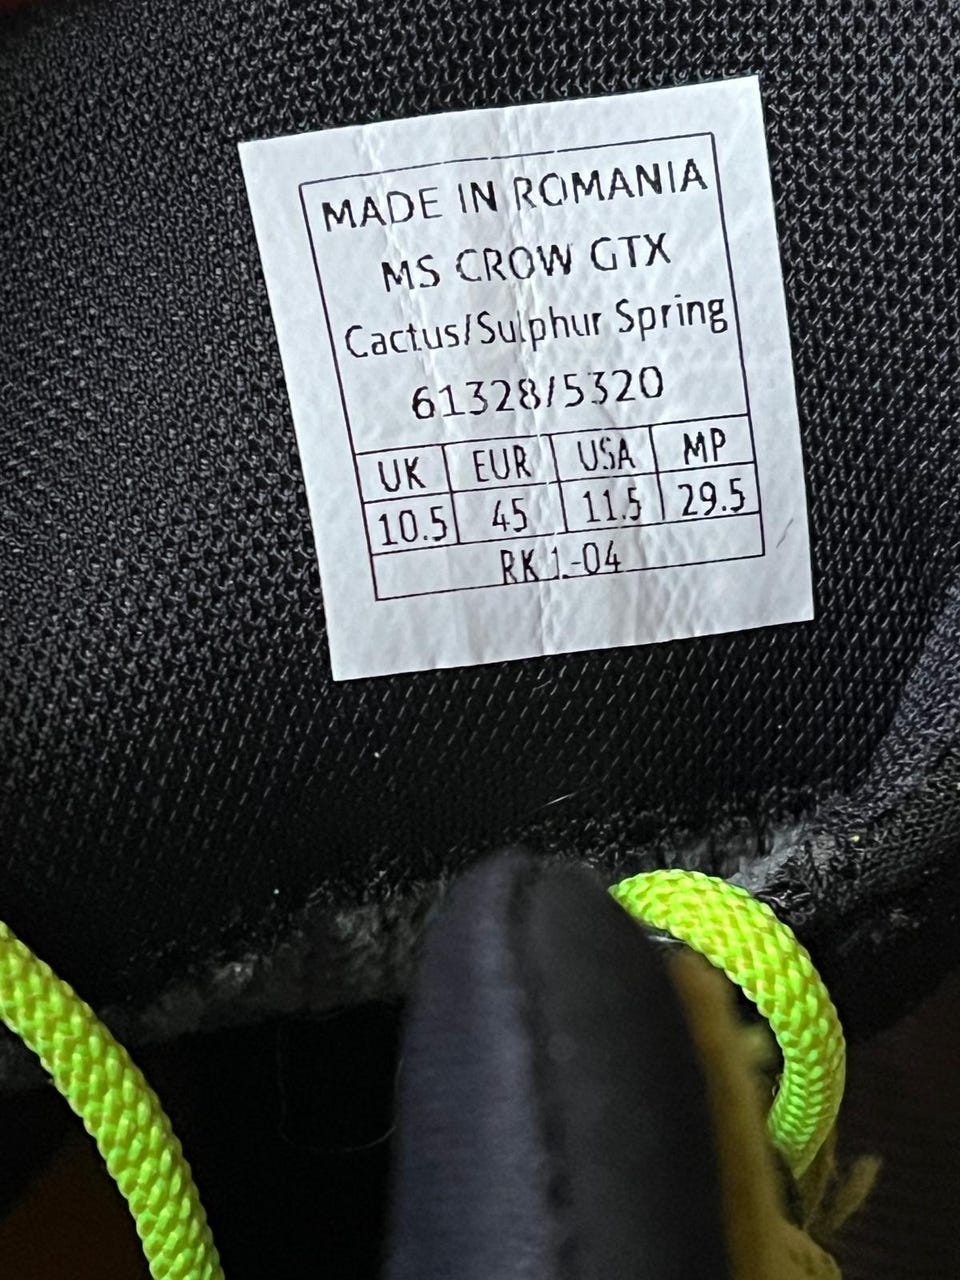 MADE IN ROMANIA
MS CROW GTX
Cactus/Sulphur Spring
61328/5320
UK EUR USA MP
10.5 45 11.5 29.5
RK 1-04